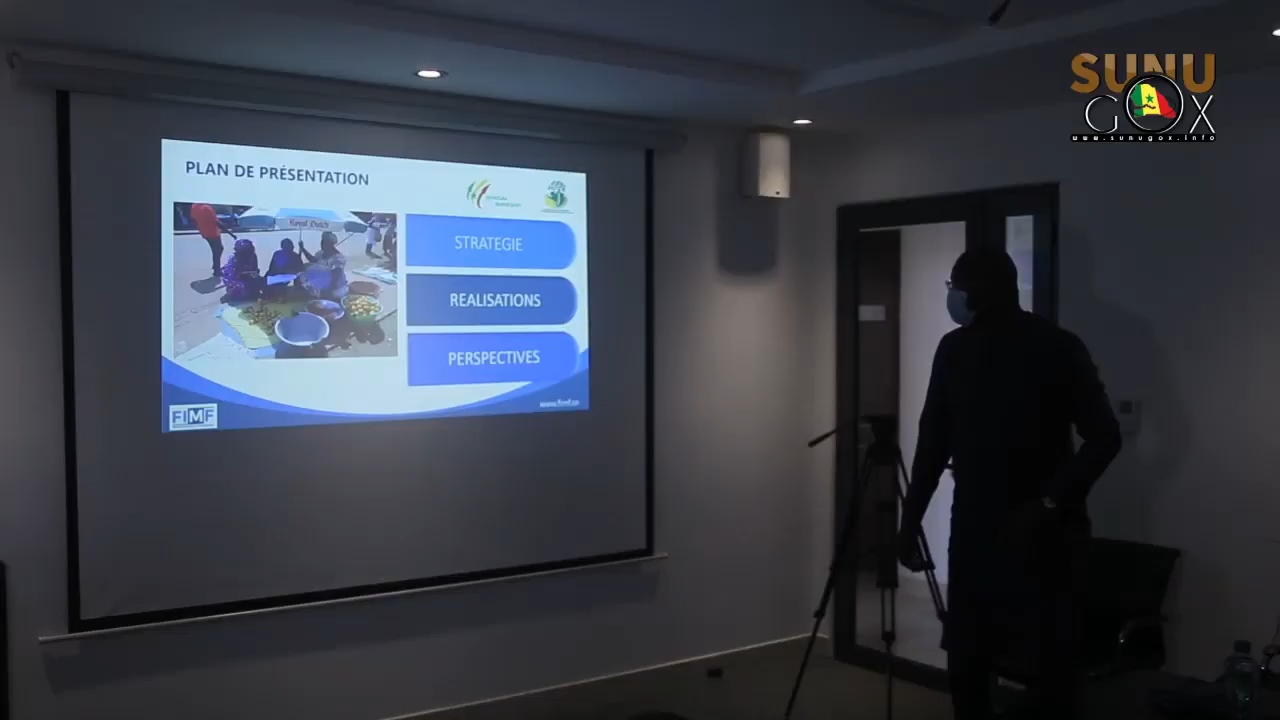 SUNU
GOX
www.sunugox.info
PLAN DE PRÉSENTATION
STRATEGIE
REALISATIONS
PERSPECTIVES
FIMF